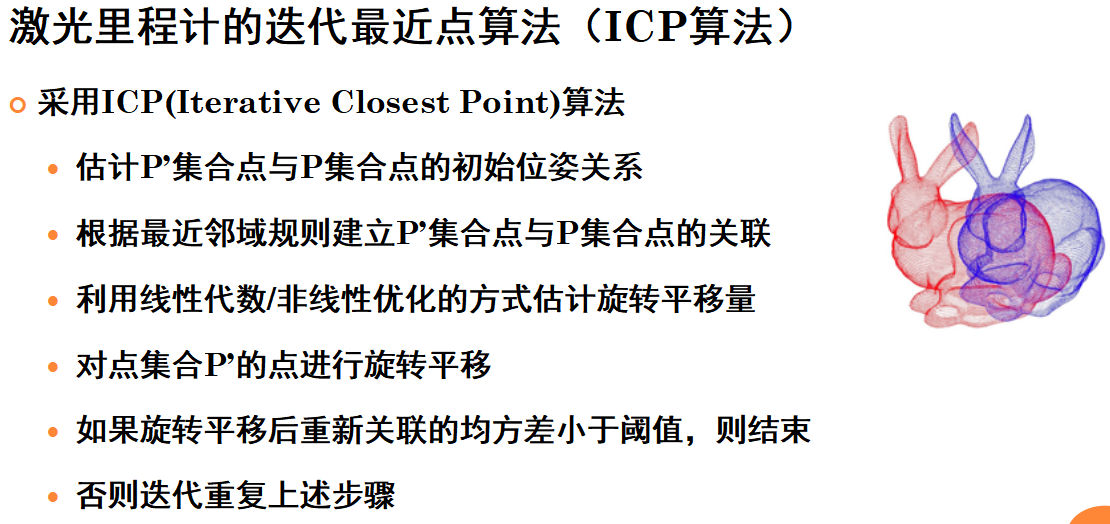 激光里程计的迭代最近点算法（ICP算法）
采用ICP(Iterative Closest Point)算法
估计P’集合点与P集合点的初始位姿关系
根据最近邻域规则建立P’集合点与P集合点的关联
利用线性代数/非线性优化的方式估计旋转平移量
对点集合P’的点进行旋转平移
如果旋转平移后重新关联的均方差小于阈值，则结束
否则迭代重复上述步骤